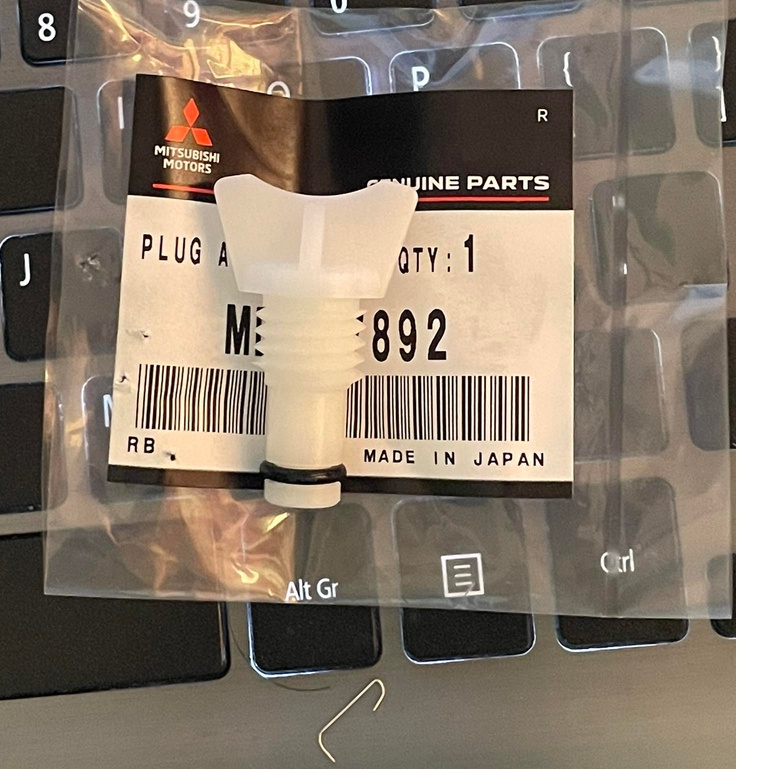 8
9
0
P
{
R
MITSUBISHI
MOTORS
GENUINE PARTS
PLUG A
QTY:1
J
M
892
RB
MADE IN JAPAN
Alt Gr
Ctrl